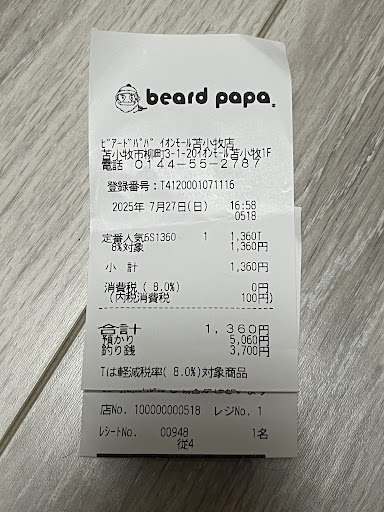 beard papa.
ﾋﾞｱｰﾄﾞﾊﾟﾊﾟ ｲｵﾝﾓｰﾙ苫小牧店
苫小牧市柳町3-1-20ｲｵﾝﾓｰﾙ苫小牧1F
電話 0144-55-2787
登録番号：T4120001071116
2025年 7月27日(日) 16:58
0518
定番人気6S1360 1 1,360T
8%対象 1,360円
小 計 1,360円
消費税 ( 8.0%) 0円
(内税消費税 100円)
合計 1,360円
預かり 5,060円
釣り銭 3,700円
Tは軽減税率( 8.0%)対象商品
店No. 100000000518 レジNo. 1
ﾚｼｰﾄNo. 00948 1名
従4